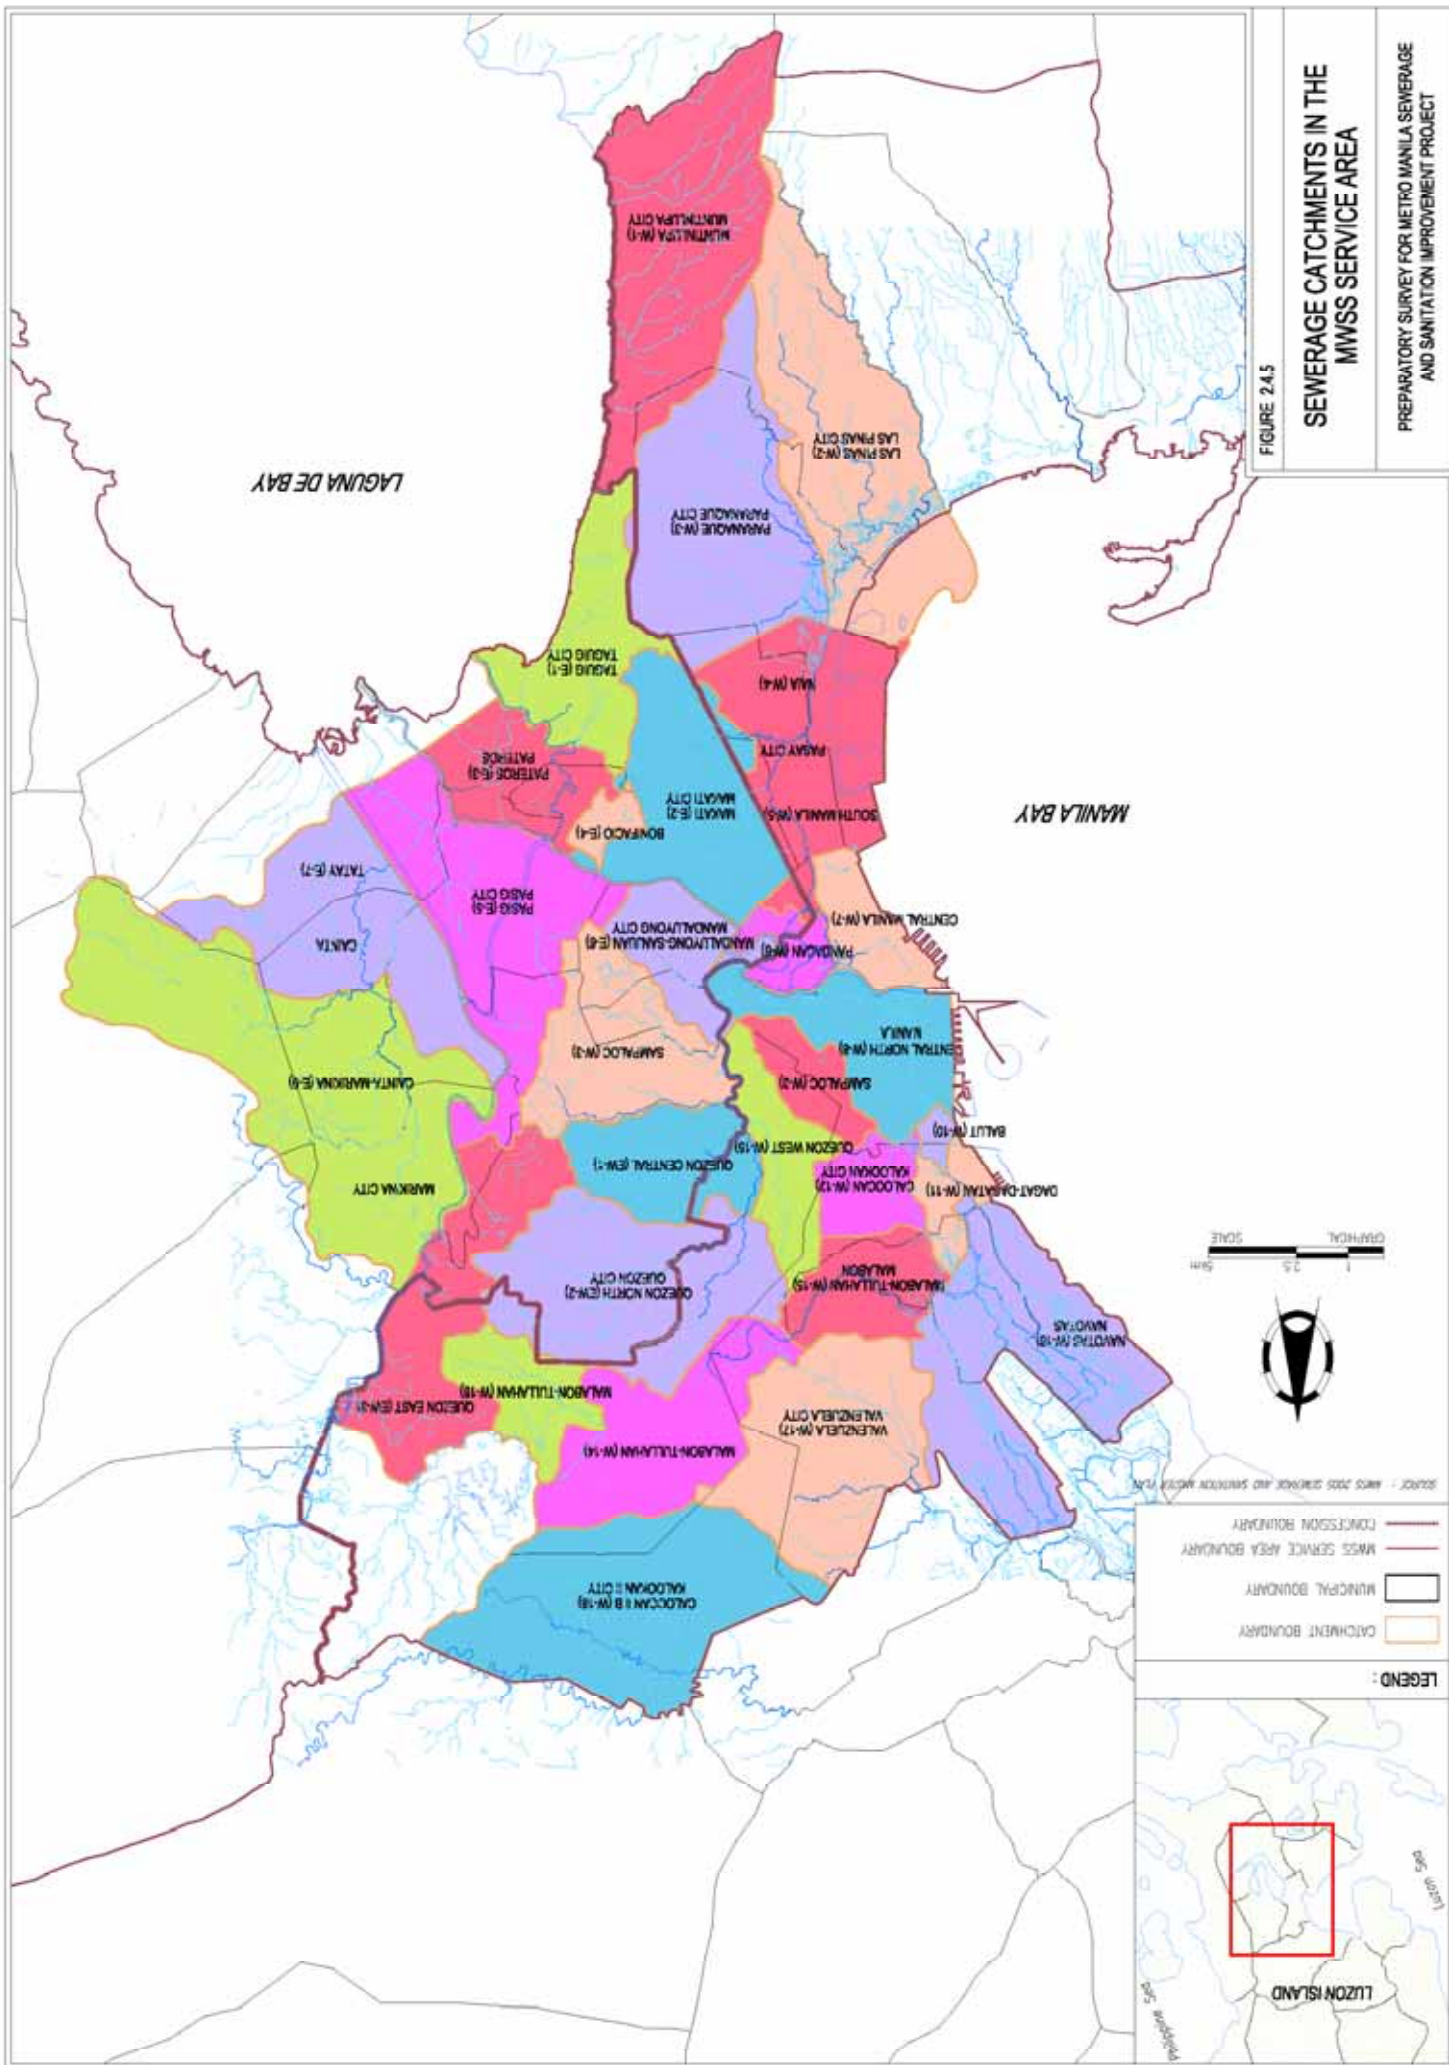 FIGURE 2.4.5
SEWERAGE CATCHMENTS IN THE
MWSS SERVICE AREA
PREPARATORY SURVEY FOR METRO MANILA SEWERAGE
AND SANITATION IMPROVEMENT PROJECT
MUNTINLUPA (W-1)
MUNTINLUPA CITY
LAS PINAS (W-2)
LAS PINAS CITY
PARANAQUE (W-3)
PARANAQUE CITY
LAGUNA DE BAY
TAGUIG (E-1)
TAGUIG CITY
NAIA (W-4)
PASAY CITY
SOUTH MANILA (W-5)
MANILA BAY
MAKATI (E-2)
MAKATI CITY
PATEROS (E-3)
PATEROS
BONIFACIO (E-4)
TATAY (E-7)
CAINTA
PASIG (E-5)
PASIG CITY
MANDALUYONG-SANJUAN (E-6)
MANDALUYONG CITY
PANDACAN (W-6)
CENTRAL MANILA (W-7)
ENTRAL NORTH (W-8)
MANILA
SAMPALOC (W-3)
SAMPALOC (W-3)
CAINTA-MARIKINA (E-9)
MARIKINA CITY
BALUT (W-10)
QUEZON WEST (W-15)
QUEZON CENTRAL (EW-1)
CALOOCAN (W-12)
KALOOKAN CITY
DAGAT-DAGATAN (W-11)
MALABON-TULLAHAN (W-15)
MALABON
QUEZON NORTH (EW-2)
QUEZON CITY
NAVOTAS (W-16)
NAVOTAS
QUEZON EAST (EW-3)
MALABON-TULLAHAN (W-18)
MALABON-TULLAHAN (W-14)
VALENZUELA (W-17)
VALENZUELA CITY
CALOOCAN II B (W-18)
KALOOKAN II CITY
GRAPHICAL SCALE
1 2.5 5km
SOURCE : MWSS 2005 SEWERAGE AND SANITATION MASTER PLAN
LEGEND :
CATCHMENT BOUNDARY
MUNICIPAL BOUNDARY
MWSS SERVICE AREA BOUNDARY
CONCESSION BOUNDARY
LUZON ISLAND
Philippine Sea
Luzon Sea